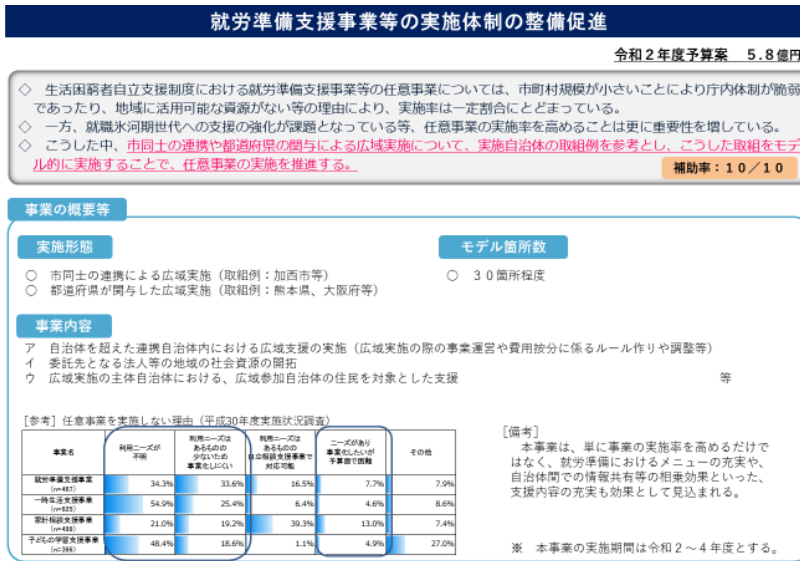 就労準備支援事業等の実施体制の整備促進
令和２年度予算案　５.８億円
◇　生活困窮者自立支援制度における就労準備支援事業等の任意事業については、市町村規模が小さいことにより庁内体制が脆弱
であったり、地域に活用可能な資源がない等の理由により、実施率は一定割合にとどまっている。
◇　一方、就職氷河期世代への支援の強化が課題となっている等、任意事業の実施率を高めることは更に重要性を増している。
◇　こうした中、市同士の連携や都道府県の関与による広域実施について、実施自治体の取組例を参考とし、こうした取組をモデ
ル的に実施することで、任意事業の実施を推進する。
補助率：１０／１０
事業の概要等
実施形態
○　市同士の連携による広域実施（取組例：加西市等）
○　都道府県が関与した広域実施（取組例：熊本県、大阪府等）
モデル箇所数
○　３０箇所程度
事業内容
ア　自治体を超えた連携自治体内における広域支援の実施（広域実施の際の事業運営や費用按分に係るルール作りや調整等）
イ　委託先となる法人等の地域の社会資源の開拓
ウ　広域実施の主体自治体における、広域参加自治体の住民を対象とした支援　等
［参考］任意事業を実施しない理由（平成30年度実施状況調査）
事業名　利用ニーズが不明　利用ニーズはあるものの少ないため事業化しにくい　利用ニーズはあるものの自立相談支援事業で対応可能　ニーズがあり事業化したいが予算面で困難　その他
就労準備支援事業（n=467）　34.3%　33.6%　16.5%　7.7%　7.9%
一時生活支援事業（n=625）　54.9%　25.4%　6.4%　4.6%　8.6%
家計相談支援事業（n=499）　21.0%　19.2%　39.3%　13.0%　7.4%
子どもの学習支援事業（n=366）　48.4%　18.6%　1.1%　4.9%　27.0%
［備考］
本事業は、単に事業の実施率を高めるだけで
はなく、就労準備におけるメニューの充実や、
自治体間での情報共有等の相乗効果といった、
支援内容の充実も効果として見込まれる。
※　本事業の実施期間は令和２～４年度とする。